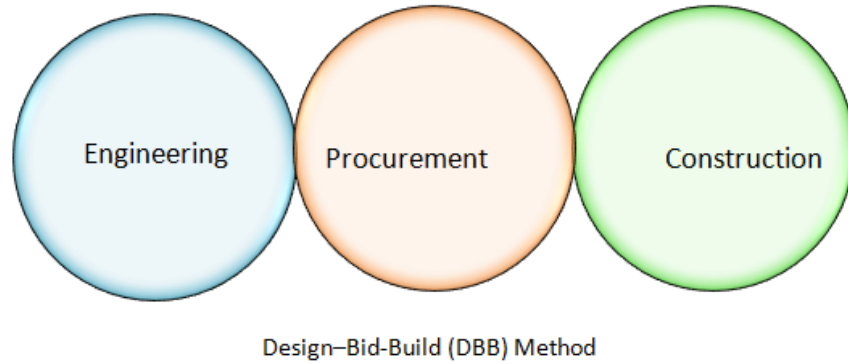 Engineering
Procurement
Construction
Design–Bid-Build (DBB) Method